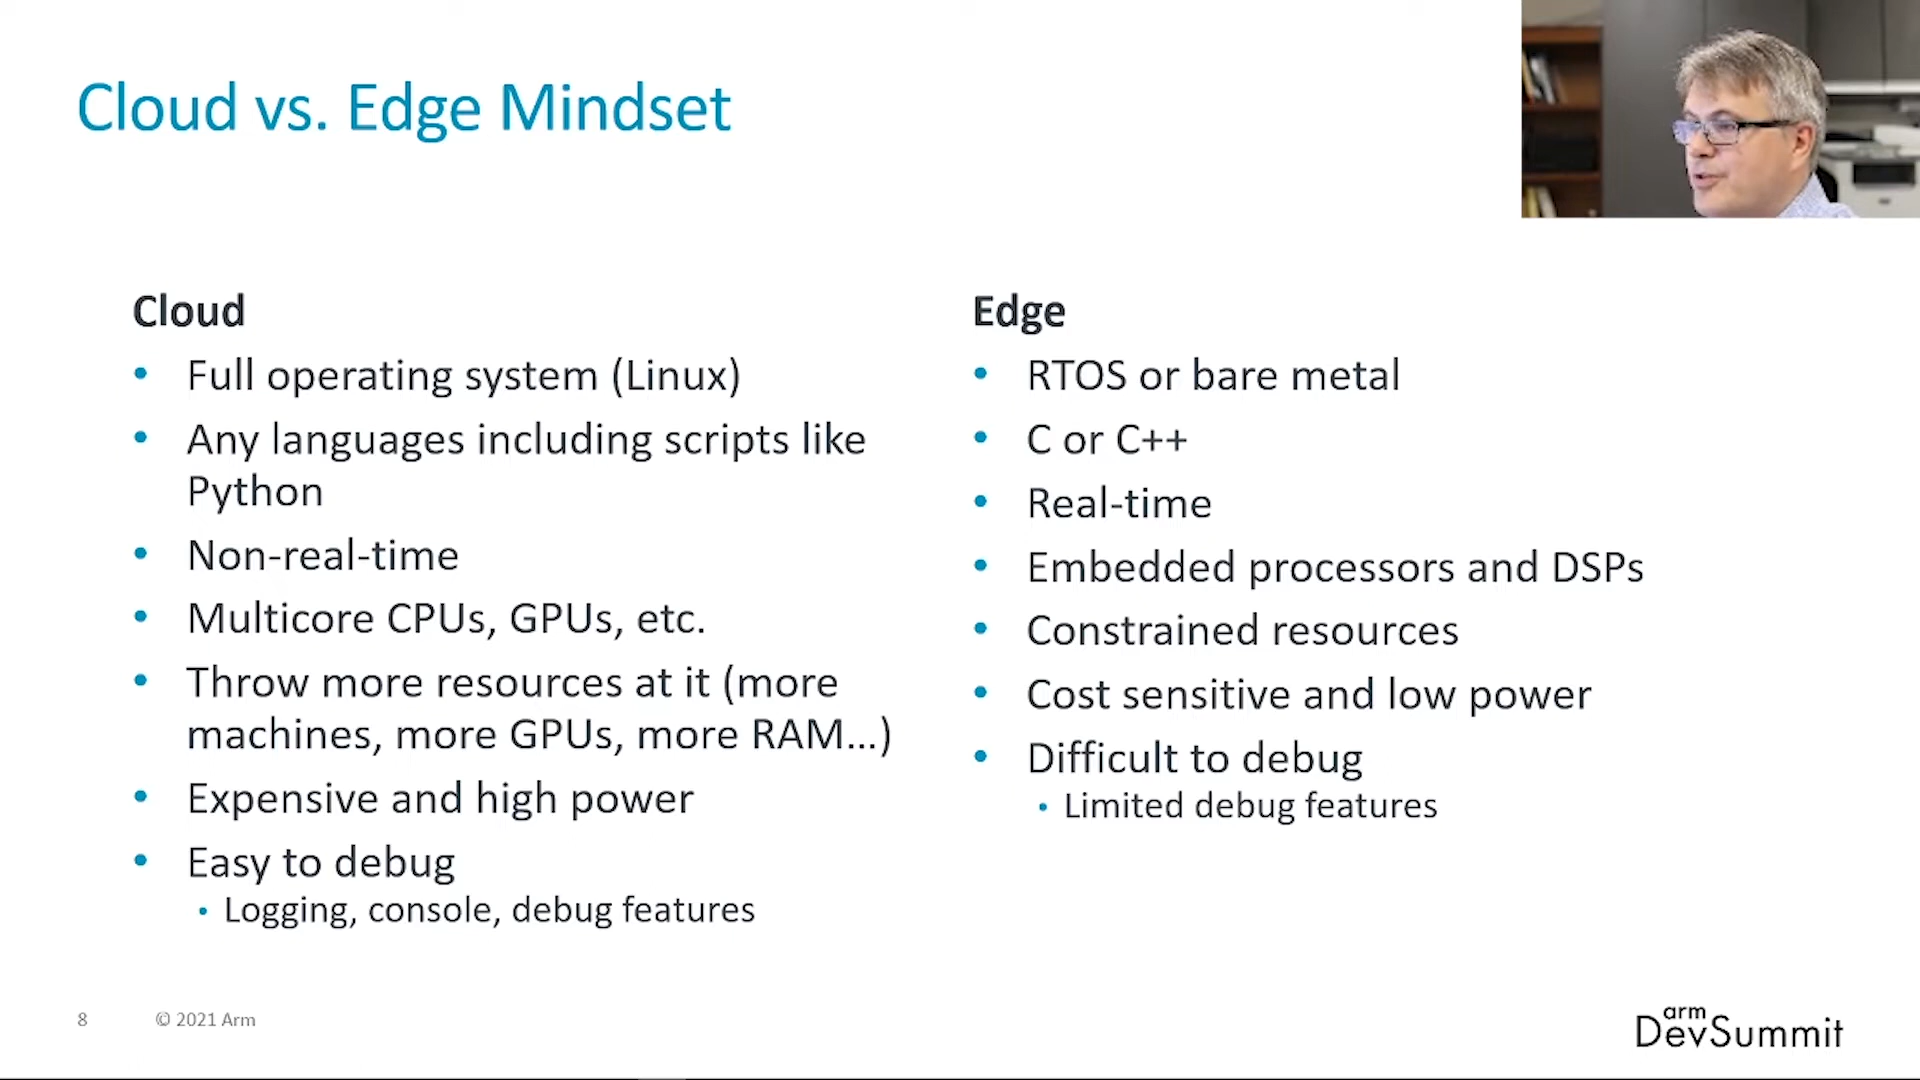 Cloud vs. Edge Mindset
Cloud
• Full operating system (Linux)
• Any languages including scripts like
Python
• Non-real-time
• Multicore CPUs, GPUs, etc.
• Throw more resources at it (more
machines, more GPUs, more RAM…)
• Expensive and high power
• Easy to debug
• Logging, console, debug features
Edge
• RTOS or bare metal
• C or C++
• Real-time
• Embedded processors and DSPs
• Constrained resources
• Cost sensitive and low power
• Difficult to debug
• Limited debug features
8 © 2021 Arm
arm
DevSummit